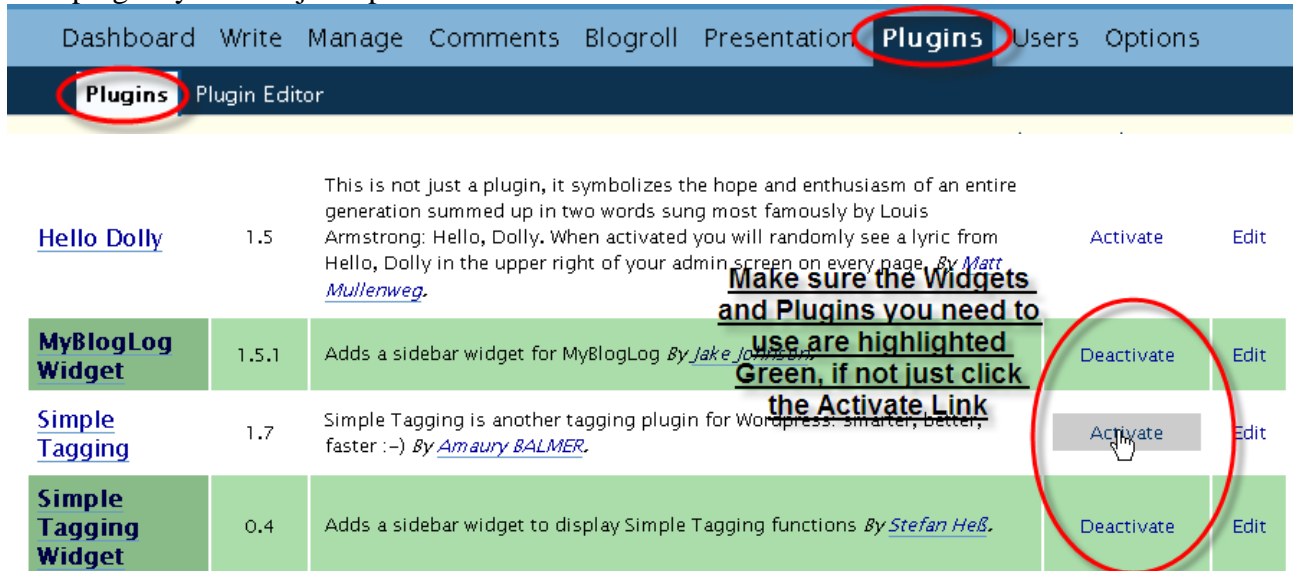 Dashboard Write Manage Comments Blogroll Presentation Plugins Users Options
Plugins Plugin Editor
Hello Dolly 1.5
This is not just a plugin, it symbolizes the hope and enthusiasm of an entire
generation summed up in two words sung most famously by Louis
Armstrong: Hello, Dolly. When activated you will randomly see a lyric from
Hello, Dolly in the upper right of your admin screen on every page. By Matt
Mullenweg.
Activate Edit
Make sure the Widgets
and Plugins you need to
use are highlighted
Green, if not just click
the Activate Link
MyBlogLog
Widget
1.5.1 Adds a sidebar widget for MyBlogLog By Jake Johnson. Deactivate Edit
Simple
Tagging
1.7
Simple Tagging is another tagging plugin for Wordpress: smarter, better,
faster :-) By Amaury BALMER.
Activate Edit
Simple
Tagging
Widget
0.4 Adds a sidebar widget to display Simple Tagging functions By Stefan Heß. Deactivate Edit